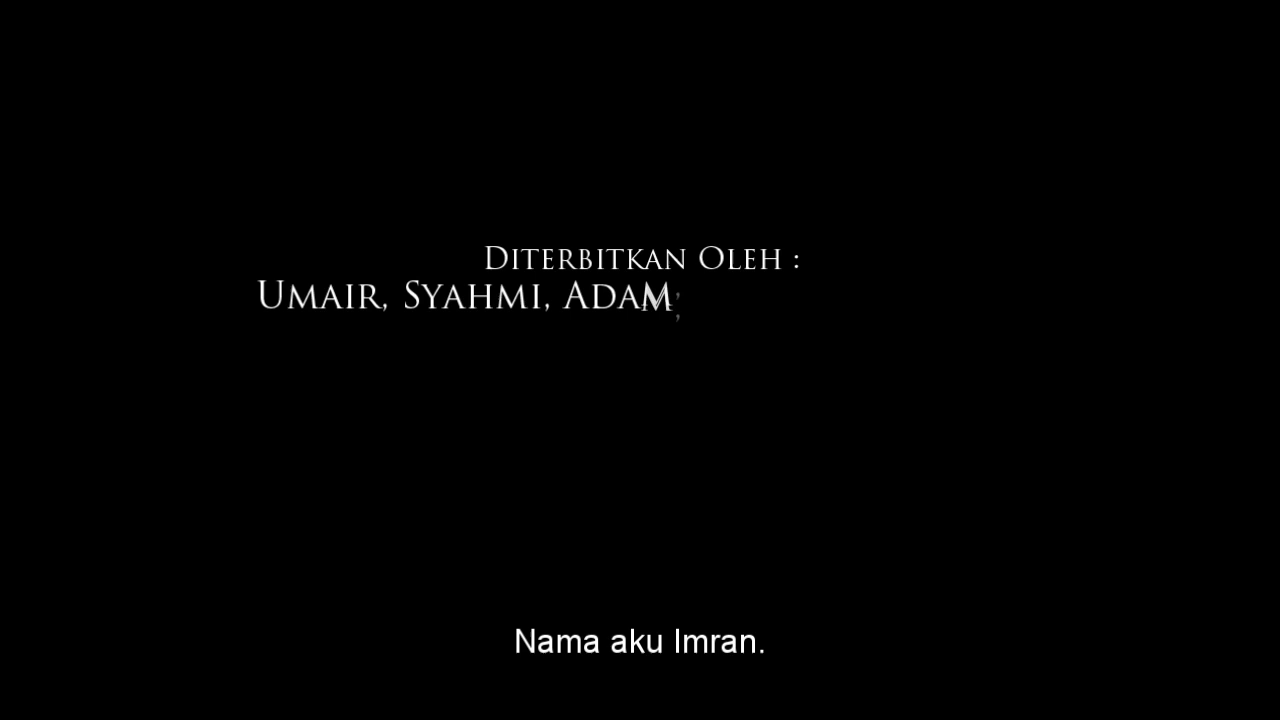 Diterbitkan Oleh :
Umair, Syahmi, Adam,
Nama aku Imran.